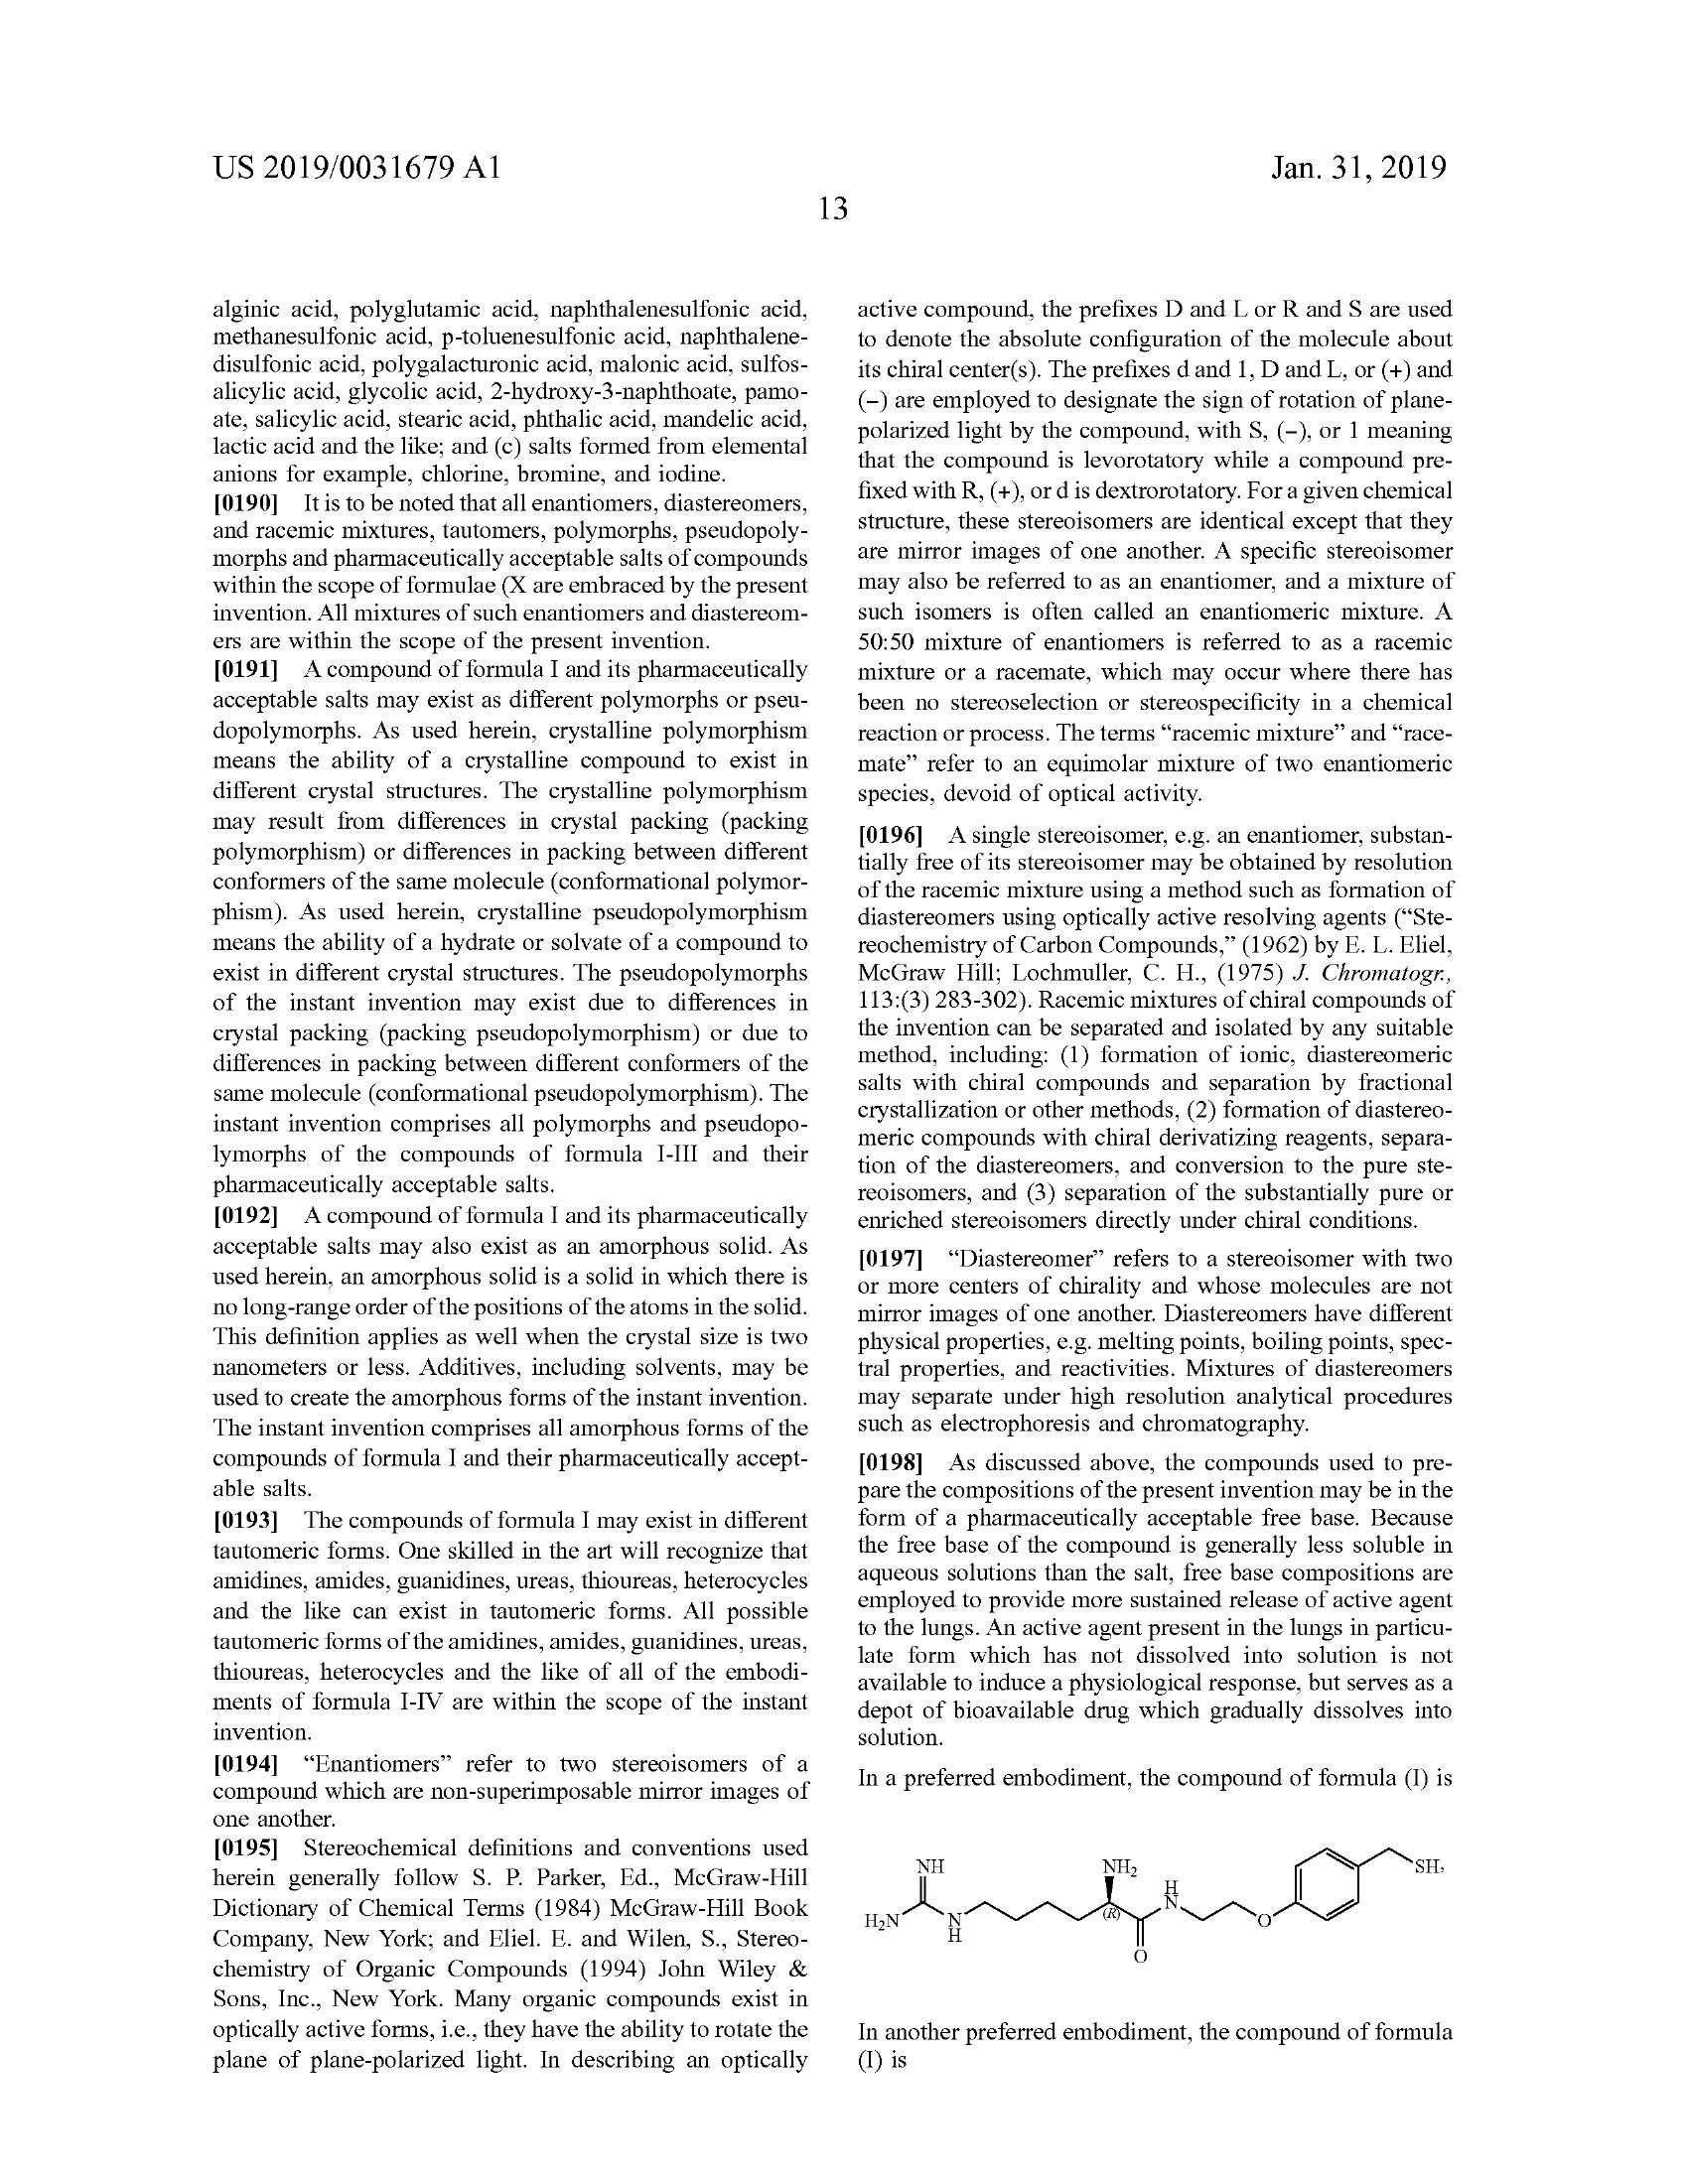 US 2019/0031679 A1
Jan. 31, 2019
13
alginic acid, polyglutamic acid, naphthalenesulfonic acid,
methanesulfonic acid, p-toluenesulfonic acid, naphthalene-
disulfonic acid, polygalacturonic acid, malonic acid, sulfos-
alicylic acid, glycolic acid, 2-hydroxy-3-naphthoate, pamo-
ate, salicylic acid, stearic acid, phthalic acid, mandelic acid,
lactic acid and the like; and (c) salts formed from elemental
anions for example, chlorine, bromine, and iodine.
[0190] It is to be noted that all enantiomers, diastereomers,
and racemic mixtures, tautomers, polymorphs, pseudopoly-
morphs and pharmaceutically acceptable salts of compounds
within the scope of formulae (X are embraced by the present
invention. All mixtures of such enantiomers and diastereom-
ers are within the scope of the present invention.
[0191] A compound of formula I and its pharmaceutically
acceptable salts may exist as different polymorphs or pseu-
dopolymorphs. As used herein, crystalline polymorphism
means the ability of a crystalline compound to exist in
different crystal structures. The crystalline polymorphism
may result from differences in crystal packing (packing
polymorphism) or differences in packing between different
conformers of the same molecule (conformational polymor-
phism). As used herein, crystalline pseudopolymorphism
means the ability of a hydrate or solvate of a compound to
exist in different crystal structures. The pseudopolymorphs
of the instant invention may exist due to differences in
crystal packing (packing pseudopolymorphism) or due to
differences in packing between different conformers of the
same molecule (conformational pseudopolymorphism). The
instant invention comprises all polymorphs and pseudopo-
lymorphs of the compounds of formula I-III and their
pharmaceutically acceptable salts.
[0192] A compound of formula I and its pharmaceutically
acceptable salts may also exist as an amorphous solid. As
used herein, an amorphous solid is a solid in which there is
no long-range order of the positions of the atoms in the solid.
This definition applies as well when the crystal size is two
nanometers or less. Additives, including solvents, may be
used to create the amorphous forms of the instant invention.
The instant invention comprises all amorphous forms of the
compounds of formula I and their pharmaceutically accept-
able salts.
[0193] The compounds of formula I may exist in different
tautomeric forms. One skilled in the art will recognize that
amidines, amides, guanidines, ureas, thioureas, heterocycles
and the like can exist in tautomeric forms. All possible
tautomeric forms of the amidines, amides, guanidines, ureas,
thioureas, heterocycles and the like of all of the embodi-
ments of formula I-IV are within the scope of the instant
invention.
[0194] “Enantiomers” refer to two stereoisomers of a
compound which are non-superimposable mirror images of
one another.
[0195] Stereochemical definitions and conventions used
herein generally follow S. P. Parker, Ed., McGraw-Hill
Dictionary of Chemical Terms (1984) McGraw-Hill Book
Company, New York; and Eliel. E. and Wilen, S., Stereo-
chemistry of Organic Compounds (1994) John Wiley &
Sons, Inc., New York. Many organic compounds exist in
optically active forms, i.e., they have the ability to rotate the
plane of plane-polarized light. In describing an optically
active compound, the prefixes D and L or R and S are used
to denote the absolute configuration of the molecule about
its chiral center(s). The prefixes d and 1, D and L, or (+) and
(−) are employed to designate the sign of rotation of plane-
polarized light by the compound, with S, (−), or 1 meaning
that the compound is levorotatory while a compound pre-
fixed with R, (+), or d is dextrorotatory. For a given chemical
structure, these stereoisomers are identical except that they
are mirror images of one another. A specific stereoisomer
may also be referred to as an enantiomer, and a mixture of
such isomers is often called an enantiomeric mixture. A
50:50 mixture of enantiomers is referred to as a racemic
mixture or a racemate, which may occur where there has
been no stereoselection or stereospecificity in a chemical
reaction or process. The terms “racemic mixture” and “race-
mate” refer to an equimolar mixture of two enantiomeric
species, devoid of optical activity.
[0196] A single stereoisomer, e.g. an enantiomer, substan-
tially free of its stereoisomer may be obtained by resolution
of the racemic mixture using a method such as formation of
diastereomers using optically active resolving agents (“Ste-
reochemistry of Carbon Compounds,” (1962) by E. L. Eliel,
McGraw Hill; Lochmuller, C. H., (1975) J. Chromatogr.,
113:(3) 283-302). Racemic mixtures of chiral compounds of
the invention can be separated and isolated by any suitable
method, including: (1) formation of ionic, diastereomeric
salts with chiral compounds and separation by fractional
crystallization or other methods, (2) formation of diastereo-
meric compounds with chiral derivatizing reagents, separa-
tion of the diastereomers, and conversion to the pure ste-
reoisomers, and (3) separation of the substantially pure or
enriched stereoisomers directly under chiral conditions.
[0197] “Diastereomer” refers to a stereoisomer with two
or more centers of chirality and whose molecules are not
mirror images of one another. Diastereomers have different
physical properties, e.g. melting points, boiling points, spec-
tral properties, and reactivities. Mixtures of diastereomers
may separate under high resolution analytical procedures
such as electrophoresis and chromatography.
[0198] As discussed above, the compounds used to pre-
pare the compositions of the present invention may be in the
form of a pharmaceutically acceptable free base. Because
the free base of the compound is generally less soluble in
aqueous solutions than the salt, free base compositions are
employed to provide more sustained release of active agent
to the lungs. An active agent present in the lungs in particu-
late form which has not dissolved into solution is not
available to induce a physiological response, but serves as a
depot of bioavailable drug which gradually dissolves into
solution.
In a preferred embodiment, the compound of formula (I) is
NH NH2 SH,
H2N N H (R) O H N O
In another preferred embodiment, the compound of formula
(I) is